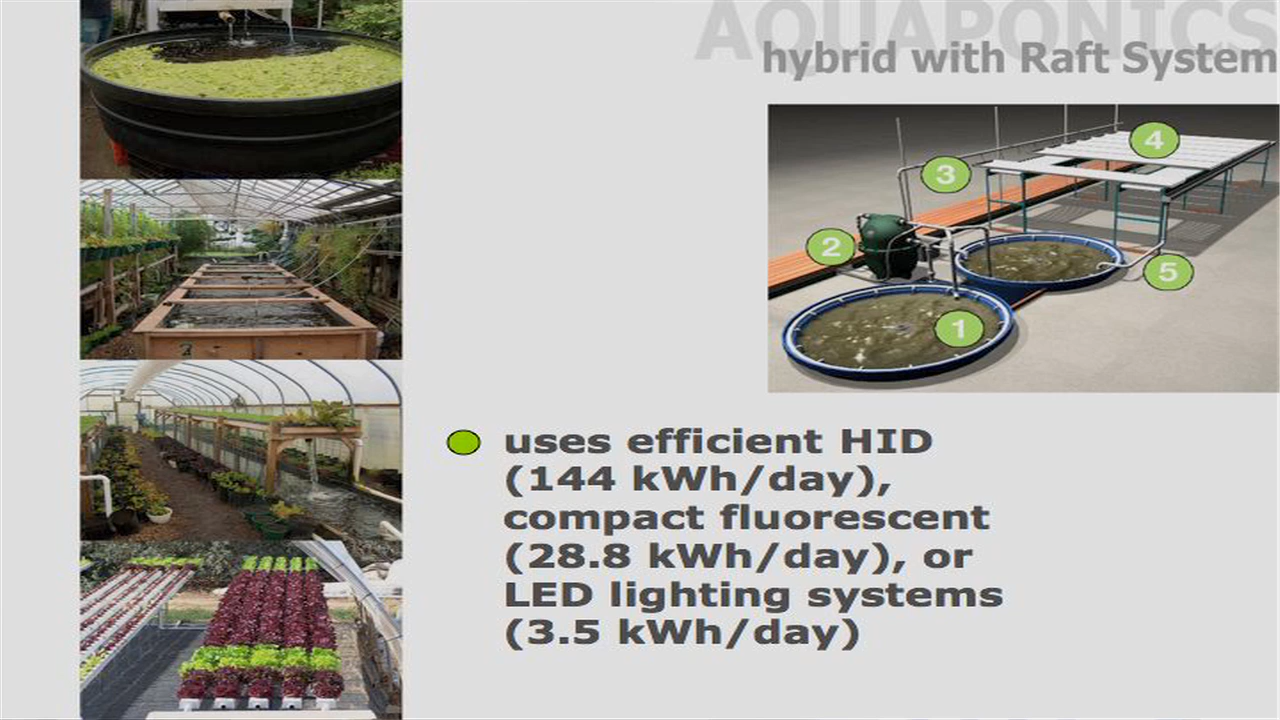 AQUAPONICS
hybrid with Raft System
1
2
3
4
5
uses efficient HID
(144 kWh/day),
compact fluorescent
(28.8 kWh/day), or
LED lighting systems
(3.5 kWh/day)